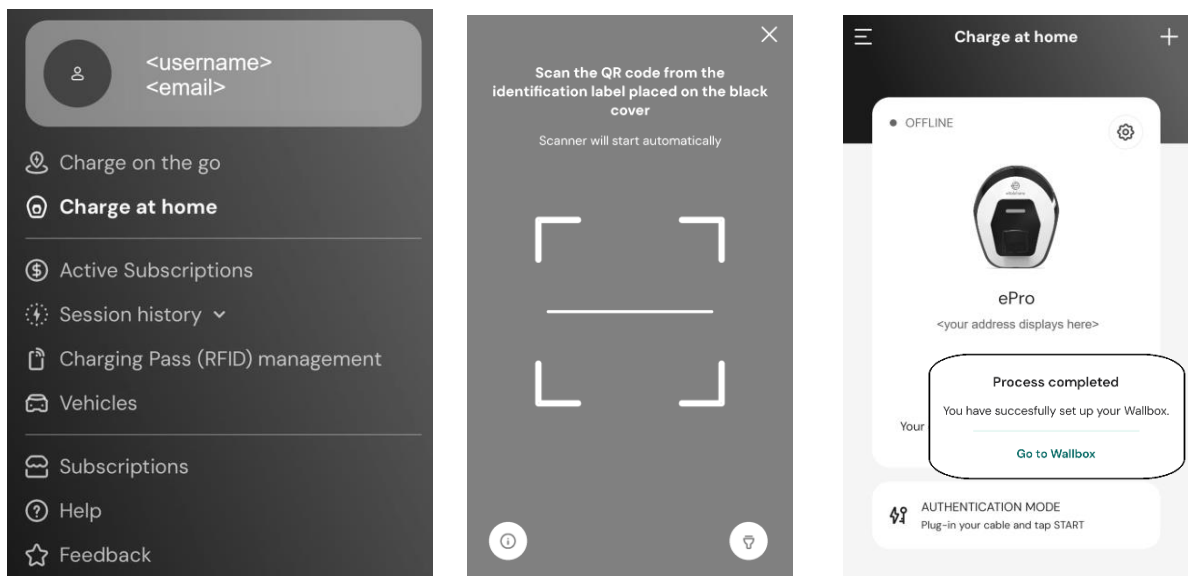 <username>
<email>
Charge on the go
Charge at home
Active Subscriptions
Session history
Charging Pass (RFID) management
Vehicles
Subscriptions
Help
Feedback
Scan the QR code from the
identification label placed on the black
cover
Scanner will start automatically
Charge at home
OFFLINE
ePro
<your address displays here>
Process completed
You have succesfully set up your Wallbox.
Your
Go to Wallbox
AUTHENTICATION MODE
Plug-in your cable and tap START